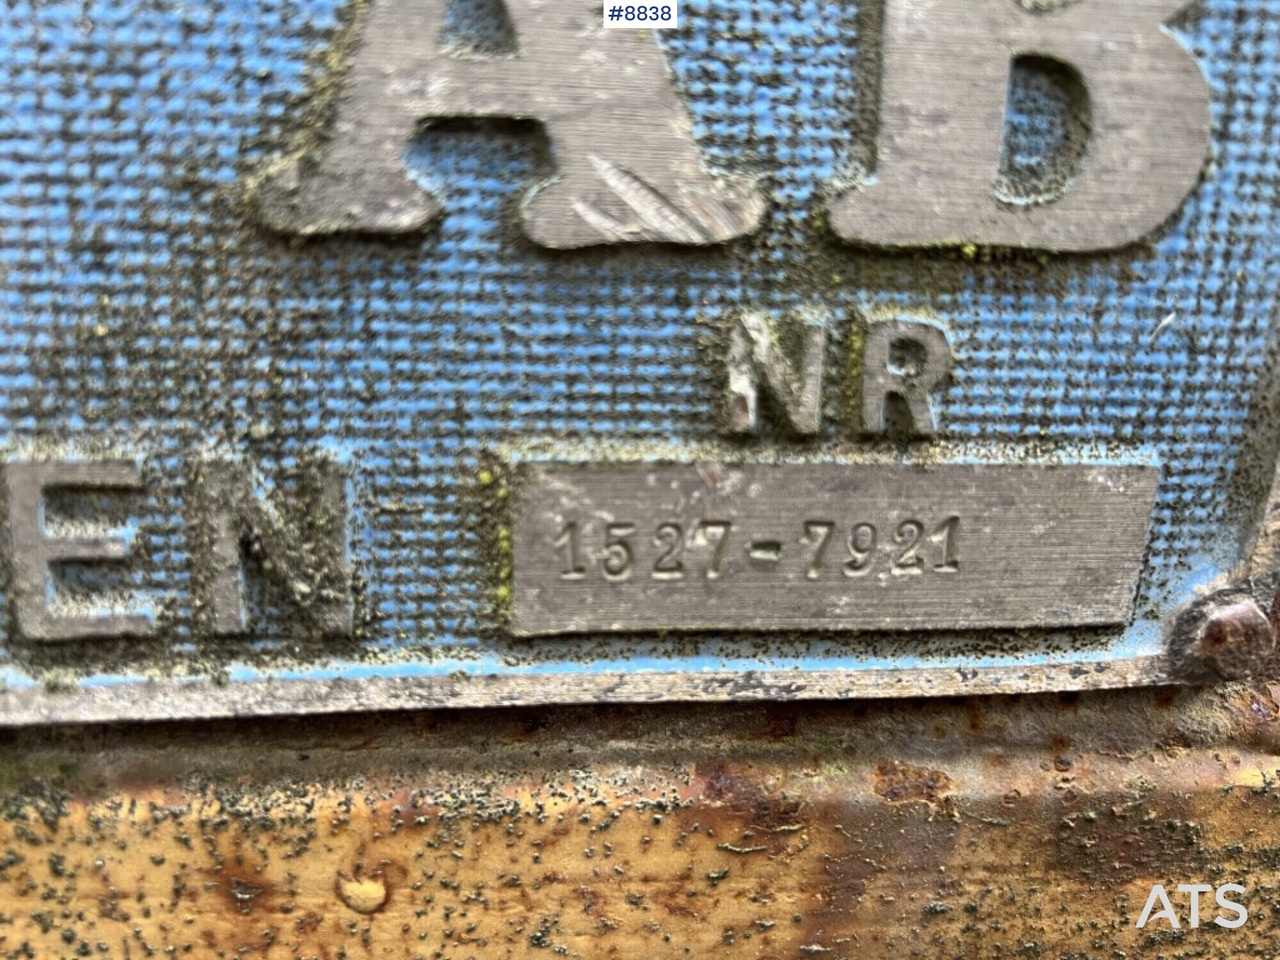 #8838
AB
NR
EN
1527-7921
ATS